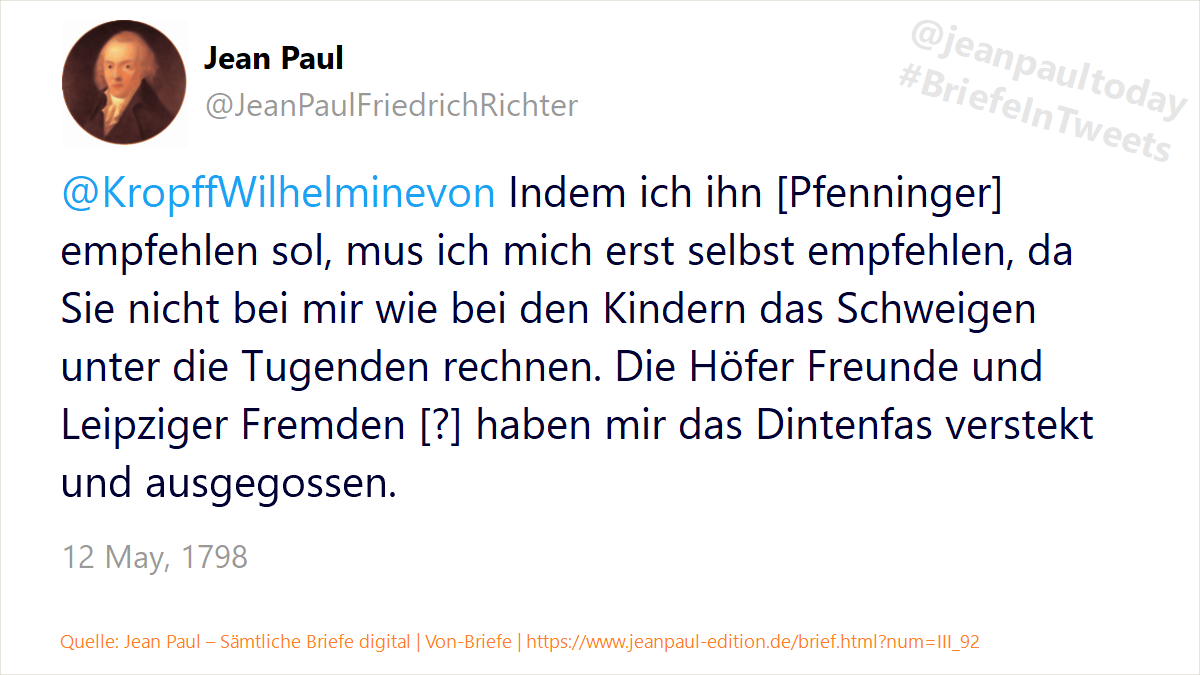 Jean Paul
@JeanPaulFriedrichRichter
@jeanpaultoday
#BriefeInTweets
@KropffWilhelminevon Indem ich ihn [Pfenninger]
empfehlen sol, mus ich mich erst selbst empfehlen, da
Sie nicht bei mir wie bei den Kindern das Schweigen
unter die Tugenden rechnen. Die Höfer Freunde und
Leipziger Fremden [?] haben mir das Dintenfas verstekt
und ausgegossen.
12 May, 1798
Quelle: Jean Paul – Sämtliche Briefe digital | Von-Briefe | https://www.jeanpaul-edition.de/brief.html?num=III_92